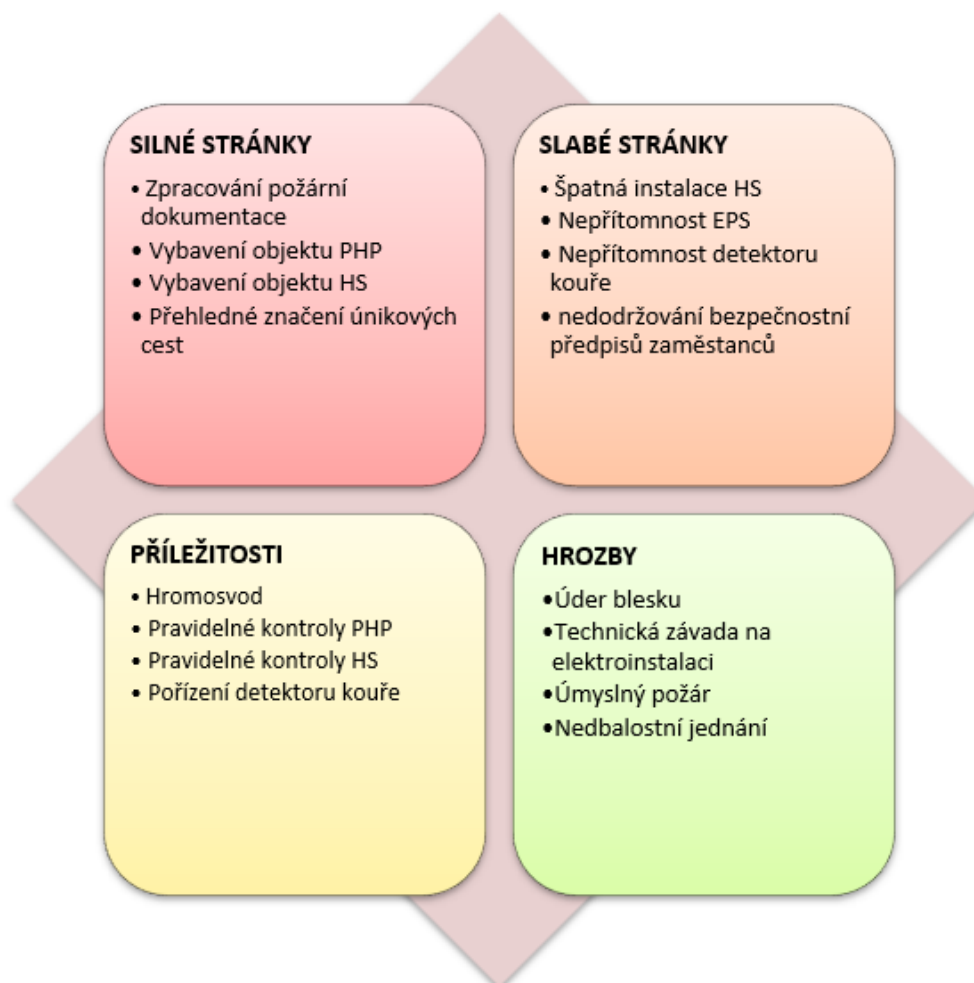 SILNÉ STRÁNKY
• Zpracování požární
dokumentace
• Vybavení objektu PHP
• Vybavení objektu HS
• Přehledné značení únikových
cest
SLABÉ STRÁNKY
• Špatná instalace HS
• Nepřítomnost EPS
• Nepřítomnost detektoru
kouře
• nedodržování bezpečnostní
předpisů zaměstanců
PŘÍLEŽITOSTI
• Hromosvod
• Pravidelné kontroly PHP
• Pravidelné kontroly HS
• Pořízení detektoru kouře
HROZBY
•Úder blesku
•Technická závada na
elektroinstalaci
•Úmyslný požár
•Nedbalostní jednání